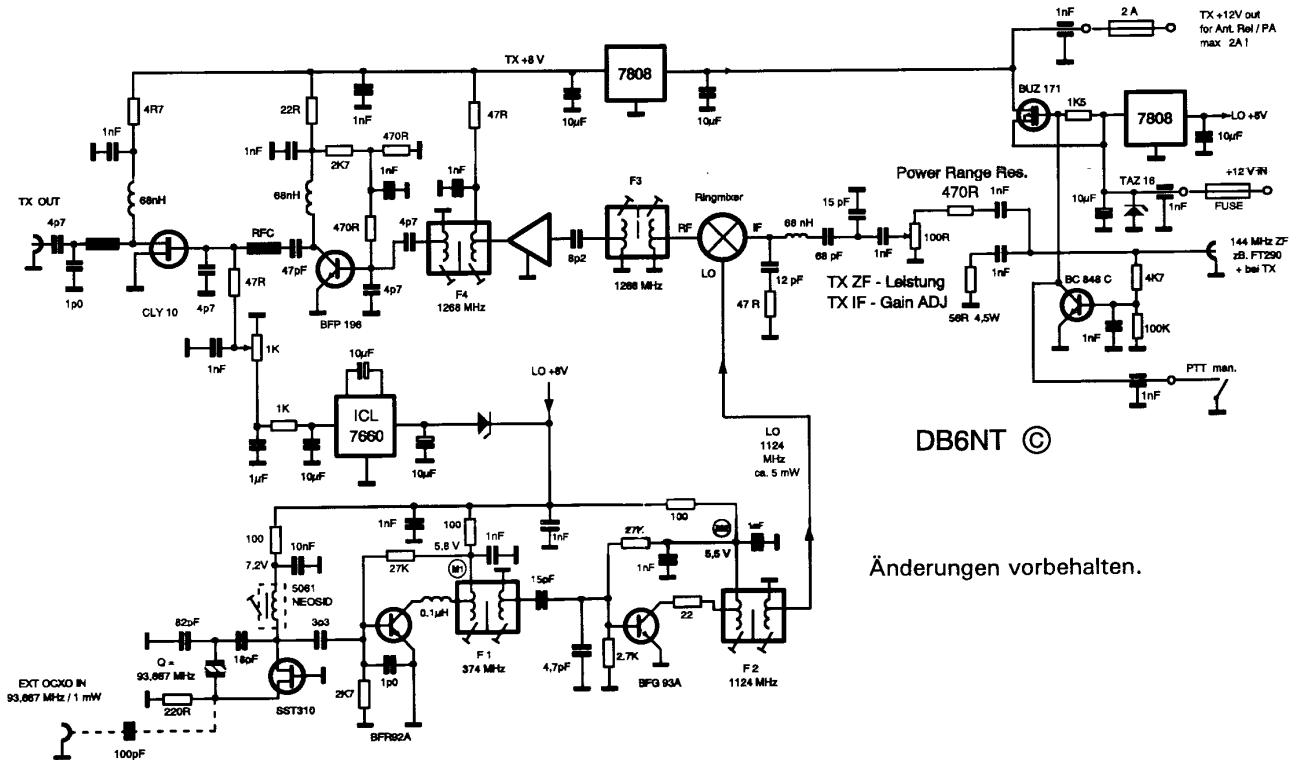 1nF
2 A
TX +12V out
for Ant. Rel / PA
max 2A !
TX +8 V
7808
10µF
10µF
BUZ 171
1K5
7808
LO +8V
10µF
4R7
22R
1nF
47R
1nF
1nF
2K7
470R
1nF
1nF
68nH
68nH
470R
4p7
TX OUT
4p7
1p0
CLY 10
4p7
RFC
47R
47pF
BFP 196
4p7
F4
1268 MHz
8p2
F3
1268 MHz
RF
Ringmixer
IF
LO
68 nH
15 pF
68 pF
12 pF
47 R
1nF
100R
Power Range Res.
470R
1nF
10µF
TAZ 16
1nF
+12 V-IN
FUSE
TX ZF - Leistung
TX IF - Gain ADJ
1nF
56R 4,5W
144 MHz ZF
zB. FT290
+ bei TX
4K7
BC 848 C
1nF
100K
PTT man.
1nF
1nF
1K
10µF
LO +8V
1K
ICL
7660
1µF
10µF
10µF
LO
1124
MHz
ca. 5 mW
DB6NT ©
100
10nF
7,2V
1nF
100
5,8 V
1nF
M1
27K
1nF
100
27K
1nF
5,5 V
Änderungen vorbehalten.
5061
NEOSID
0.1µH
15pF
22
82pF
18pF
3p3
F 1
374 MHz
4,7pF
2.7K
BFG 93A
F 2
1124 MHz
Q =
93,667 MHz
1p0
2K7
BFR92A
EXT OCXO IN
93,667 MHz / 1 mW
220R
SST310
100pF